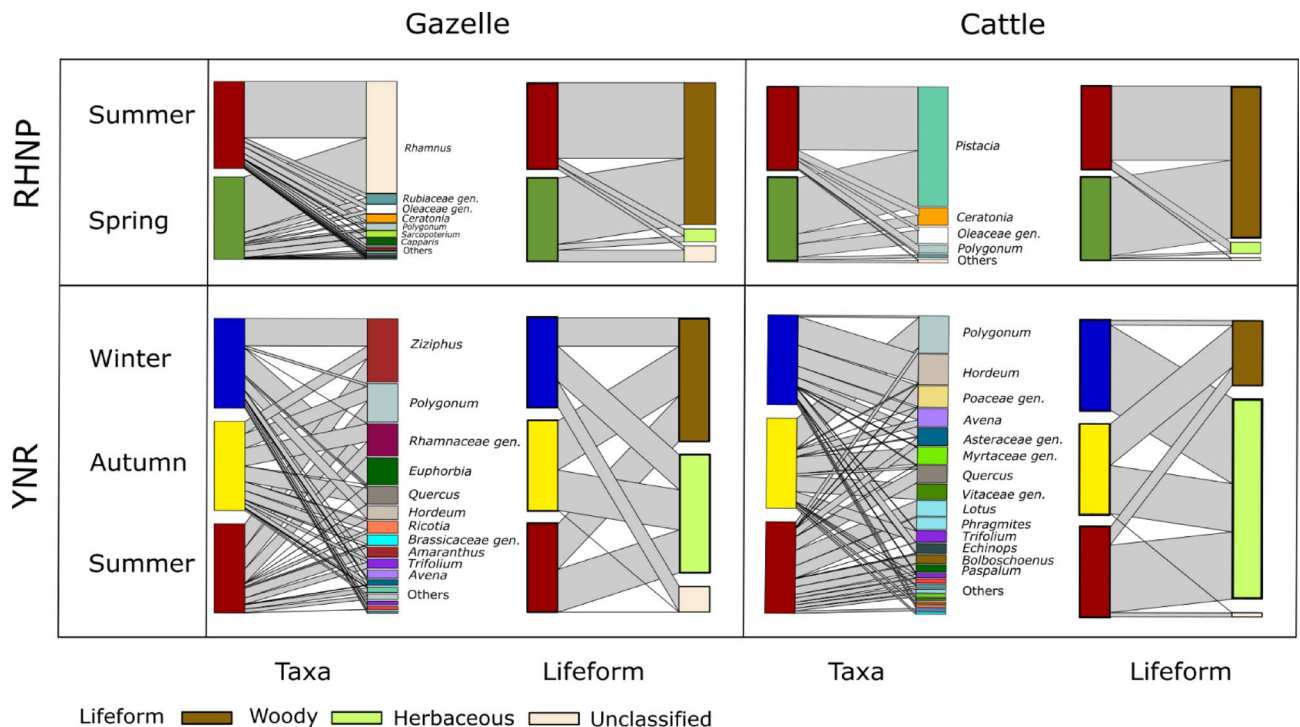 Gazelle
Cattle
RHNP
Summer
Spring
Rhamnus
Rubiaceae gen.
Oleaceae gen.
Ceratonia
Polygonum
Sarcopoterium
Capparis
Others
Pistacia
Ceratonia
Oleaceae gen.
Polygonum
Others
YNR
Winter
Autumn
Summer
Ziziphus
Polygonum
Rhamnaceae gen.
Euphorbia
Quercus
Hordeum
Ricotia
Brassicaceae gen.
Amaranthus
Trifolium
Avena
Others
Polygonum
Hordeum
Poaceae gen.
Avena
Asteraceae gen.
Myrtaceae gen.
Quercus
Vitaceae gen.
Lotus
Phragmites
Trifolium
Echinops
Bolboschoenus
Paspalum
Others
Taxa
Lifeform
Taxa
Lifeform
Lifeform Woody Herbaceous Unclassified